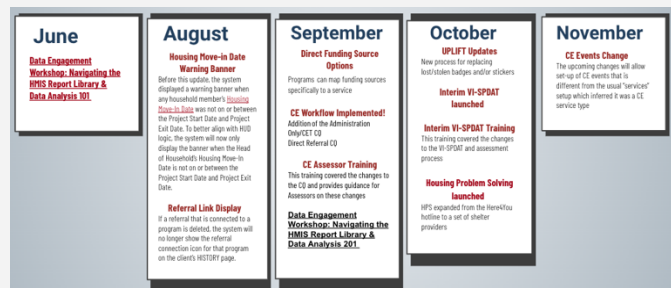 June
Data Engagement
Workshop: Navigating the
HMIS Report Library &
Data Analysis 101
August
Housing Move-in Date
Warning Banner
Before this update, the system
displayed a warning banner when
any household member's Housing
Move-In Date was not on or between
the Project Start Date and Project
Exit Date. To better align with HUD
logic, the system will now only
display the banner when the Head
of Household's Housing Move-In
Date is not on or between the
Project Start Date and Project Exit
Date.
Referral Link Display
If a referral that is connected to a
program is deleted, the system will
no longer show the referral
connection icon for that program
on the client's HISTORY page.
September
Direct Funding Source
Options
Programs can map funding sources
specifically to a service
CE Workflow Implemented!
Addition of the Administration
Only/CET CQ
Direct Referral CQ
CE Assessor Training
This training covered the changes to
the CQ and provides guidance for
Assessors on these changes
Data Engagement
Workshop: Navigating the
HMIS Report Library &
Data Analysis 201
October
UPLIFT Updates
New process for replacing
lost/stolen badges and/or stickers
Interim VI-SPDAT
launched
Interim VI-SPDAT Training
This training covered the changes
to the VI-SPDAT and assessment
process
Housing Problem Solving
launched
HPS expanded from the Here4You
hotline to a set of shelter
providers
November
CE Events Change
The upcoming changes will allow
set-up of CE events that is
different from the usual "services"
setup which inferred it was a CE
service type